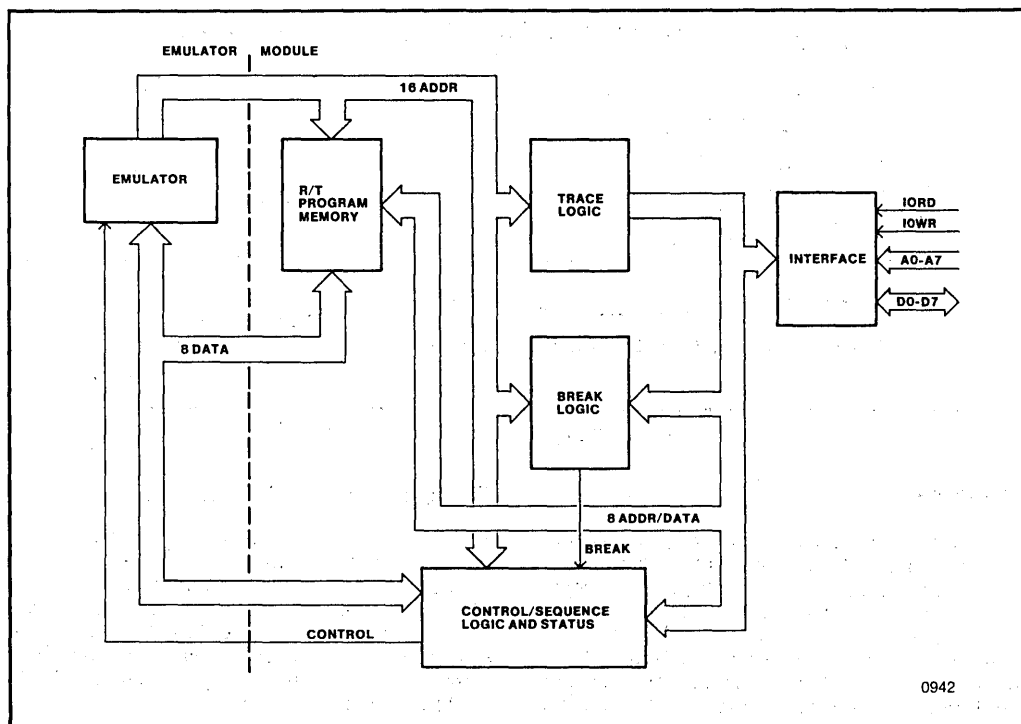 EMULATOR MODULE
16 ADDR
EMULATOR
R/T
PROGRAM
MEMORY
TRACE
LOGIC
INTERFACE
IORD
IOWR
A0-A7
D0-D7
8 DATA
BREAK
LOGIC
8 ADDR/DATA
BREAK
CONTROL/SEQUENCE
LOGIC AND STATUS
CONTROL
0942